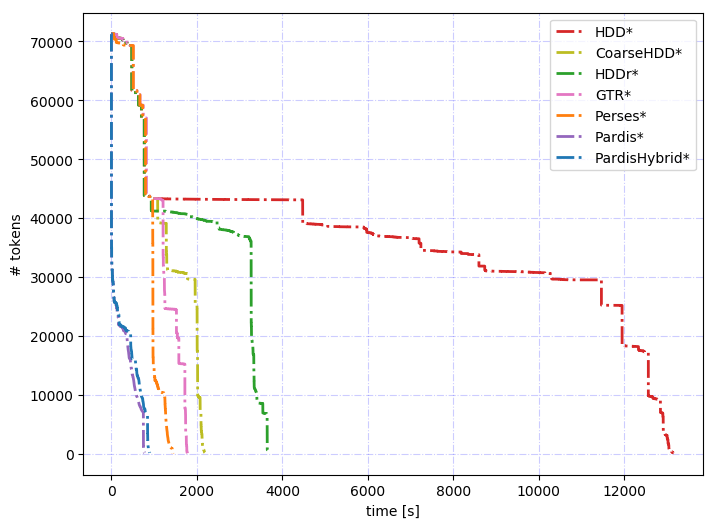 70000
60000
50000
40000
30000
20000
10000
0
# tokens
0 2000 4000 6000 8000 10000 12000
time [s]
HDD*
CoarseHDD*
HDDr*
GTR*
Perses*
Pardis*
PardisHybrid*